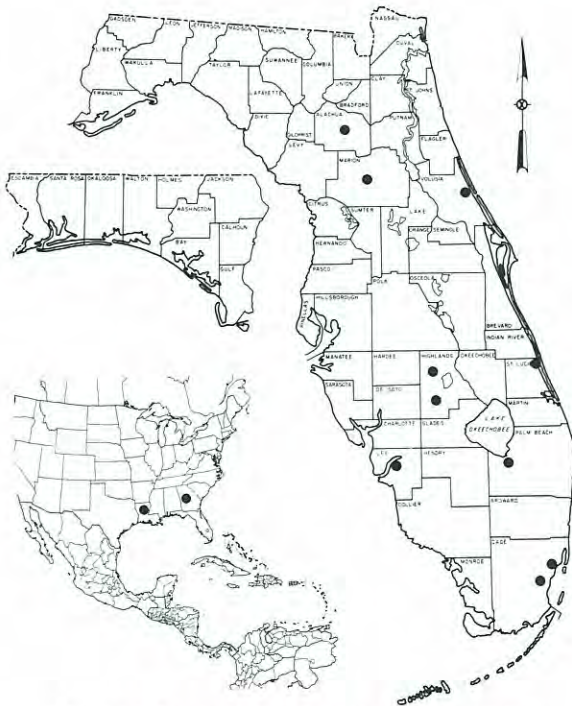 NASSAU
GADSDEN
LEON
JEFFERSON
MADISON
HAMILTON
BAKER
DUVAL
LIBERTY
WAKULLA
TAYLOR
SUWANNEE
COLUMBIA
UNION
CLAY
ST JOHNS
FRANKLIN
LAFAYETTE
BRADFORD
PUTNAM
DIXIE
GILCHRIST
ALACHUA
FLAGLER
LEVY
MARION
VOLUSIA
ESCAMBIA
SANTA ROSA
OKALOOSA
WALTON
HOLMES
JACKSON
WASHINGTON
BAY
CALHOUN
GULF
CITRUS
SUMTER
LAKE
HERNANDO
ORANGE
SEMINOLE
PASCO
POLK
OSCEOLA
PINELLAS
HILLSBOROUGH
BREVARD
INDIAN RIVER
MANATEE
HARDEE
HIGHLANDS
OKEECHOBEE
SARASOTA
DE SOTO
ST LUCIE
MARTIN
CHARLOTTE
GLADES
LAKE
OKEECHOBEE
PALM BEACH
LEE
HENDRY
COLLIER
BROWARD
DADE
MONROE